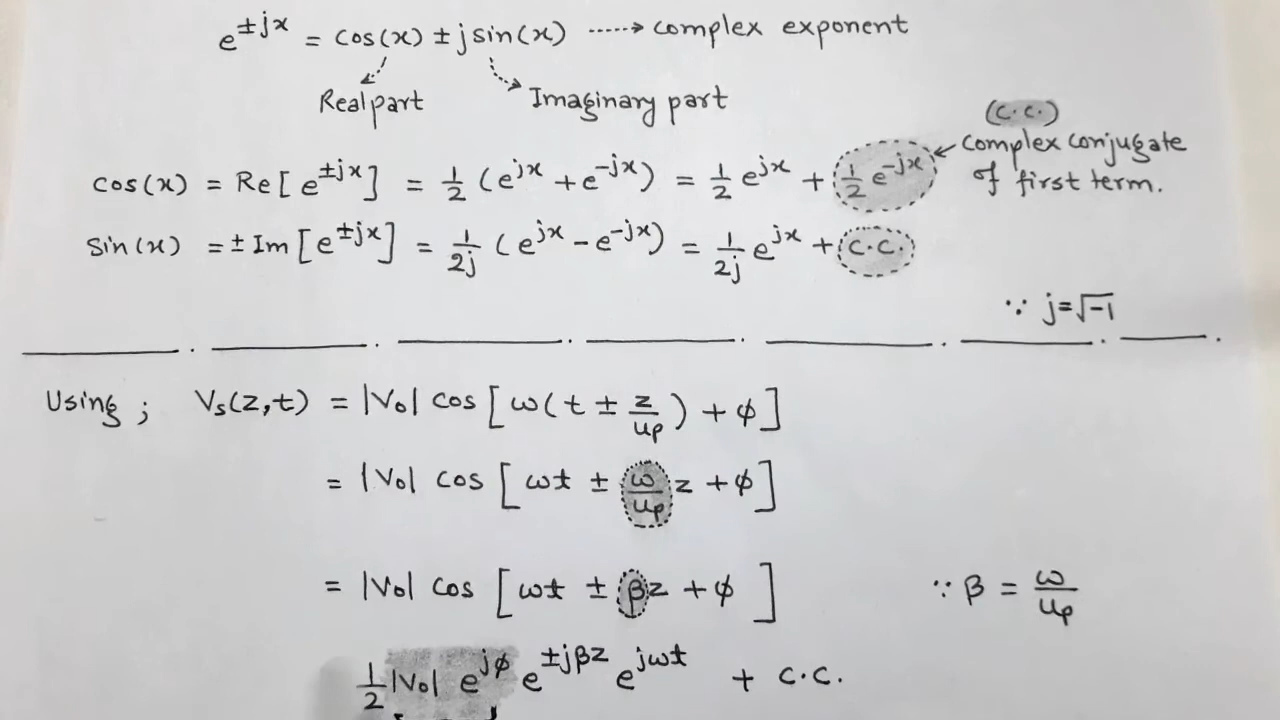 e^{±jx} = cos(x) ± j sin(x) -----> complex exponent
Real part Imaginary part
(c.c.)
Complex conjugate of first term.
cos(x) = Re[e^{±jx}] = 1/2 (e^{jx} + e^{-jx}) = 1/2 e^{jx} + 1/2 e^{-jx}
Sin(x) = ± Im[e^{±jx}] = 1/2j (e^{jx} - e^{-jx}) = 1/2j e^{jx} + c.c.
∵ j=√-1
Using; Vs(z,t) = |Vo| cos[ω(t ± z/up) + φ]
= |Vo| cos[ωt ± ω/up z + φ]
= |Vo| cos[ωt ± βz + φ] ∵ β = ω/up
1/2 |Vo| e^{jφ} e^{±jβz} e^{jωt} + c.c.